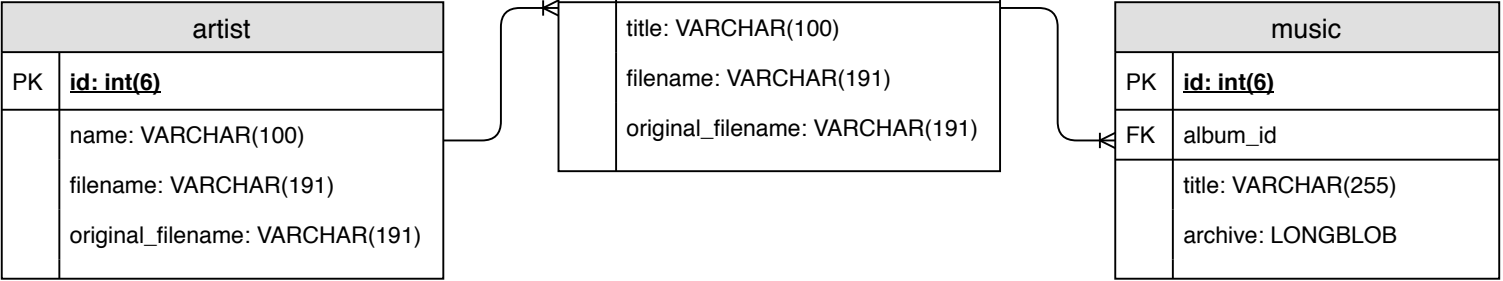 artist
PK id: int(6)
name: VARCHAR(100)
filename: VARCHAR(191)
original_filename: VARCHAR(191)
title: VARCHAR(100)
filename: VARCHAR(191)
original_filename: VARCHAR(191)
music
PK id: int(6)
FK album_id
title: VARCHAR(255)
archive: LONGBLOB